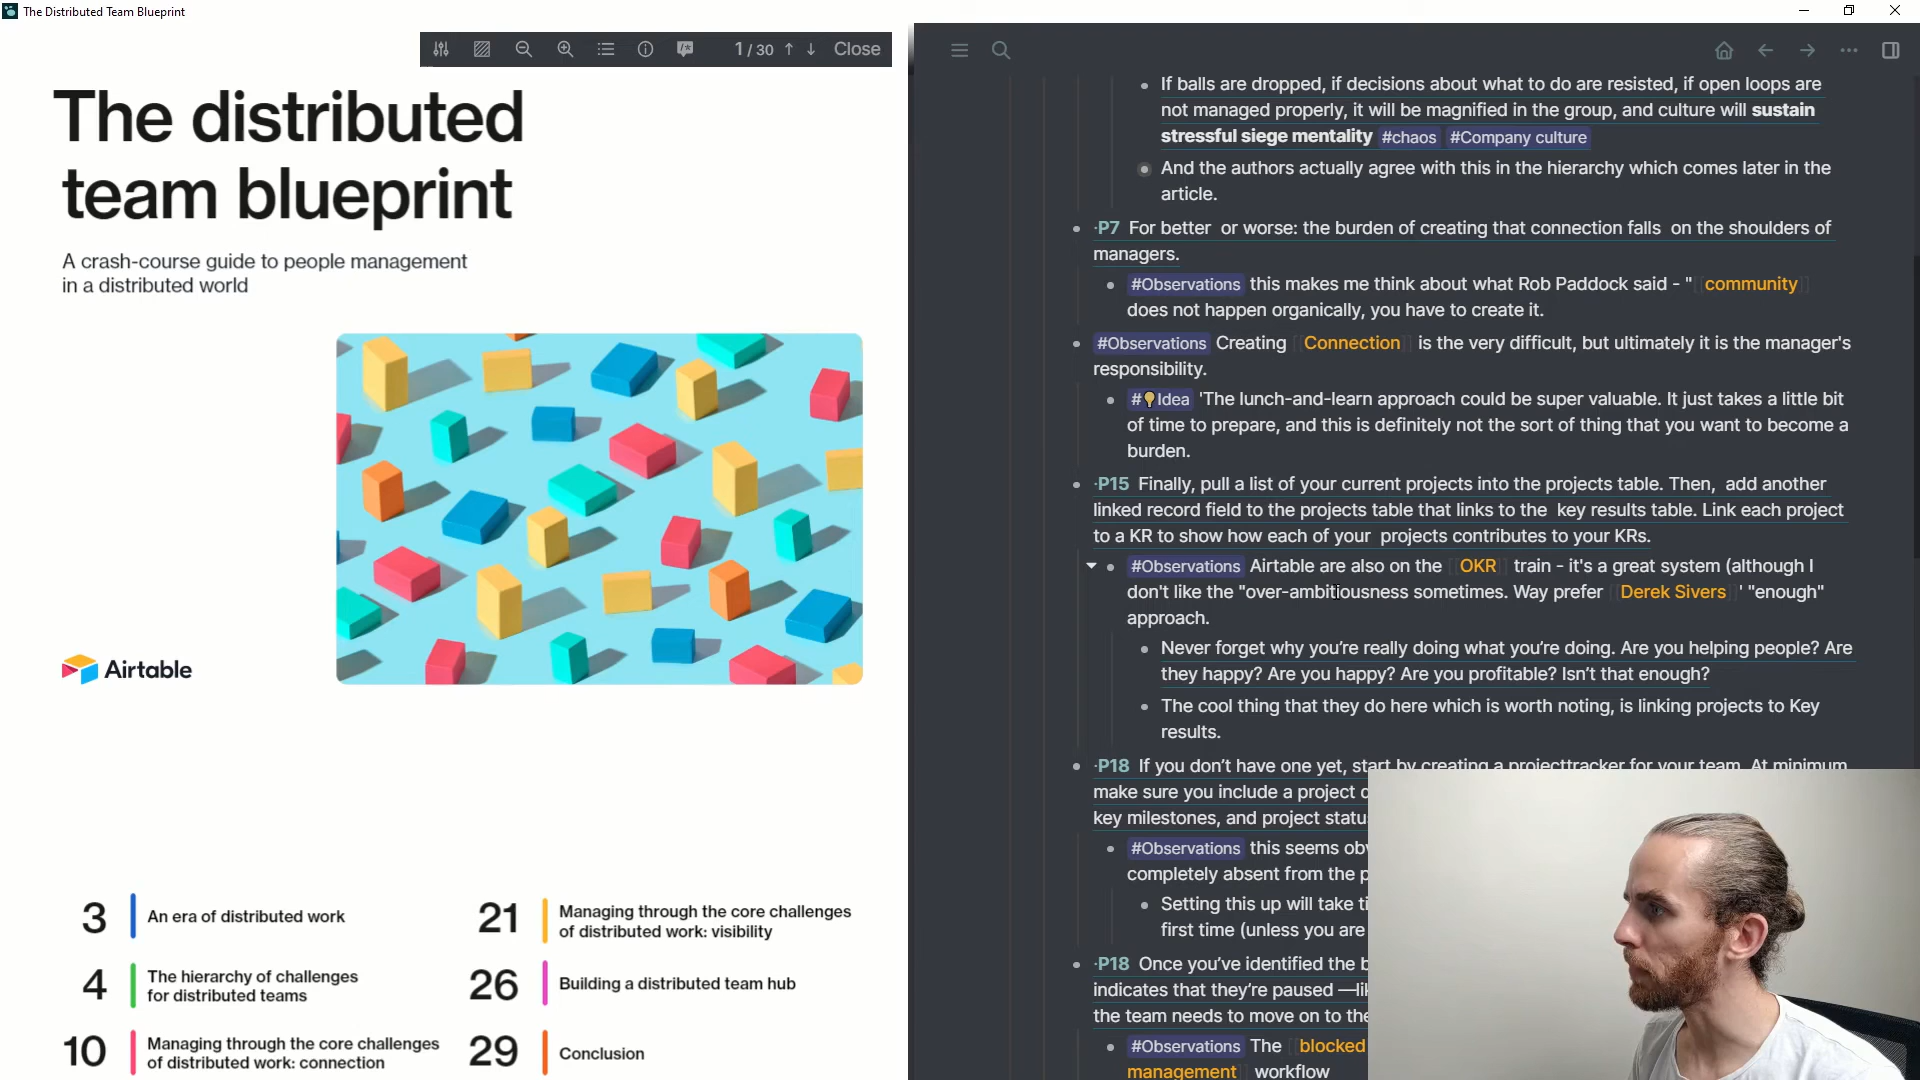 The Distributed Team Blueprint
1 / 30 ↑ ↓ Close
The distributed
team blueprint
A crash-course guide to people management
in a distributed world
Airtable
3 An era of distributed work
4 The hierarchy of challenges
for distributed teams
10 Managing through the core challenges
of distributed work: connection
21 Managing through the core challenges
of distributed work: visibility
26 Building a distributed team hub
29 Conclusion
If balls are dropped, if decisions about what to do are resisted, if open loops are
not managed properly, it will be magnified in the group, and culture will sustain
stressful siege mentality #chaos #Company culture
And the authors actually agree with this in the hierarchy which comes later in the
article.
·P7 For better or worse: the burden of creating that connection falls on the shoulders of
managers.
#Observations this makes me think about what Rob Paddock said - "[[community]]
does not happen organically, you have to create it.
#Observations Creating [[Connection]] is the very difficult, but ultimately it is the manager's
responsibility.
#💡Idea 'The lunch-and-learn approach could be super valuable. It just takes a little bit
of time to prepare, and this is definitely not the sort of thing that you want to become a
burden.
·P15 Finally, pull a list of your current projects into the projects table. Then, add another
linked record field to the projects table that links to the key results table. Link each project
to a KR to show how each of your projects contributes to your KRs.
#Observations Airtable are also on the [[OKR]] train - it's a great system (although I
don't like the "over-ambitiousness sometimes. Way prefer [[Derek Sivers]]' "enough"
approach.
Never forget why you’re really doing what you’re doing. Are you helping people? Are
they happy? Are you happy? Are you profitable? Isn’t that enough?
The cool thing that they do here which is worth noting, is linking projects to Key
results.
·P18 If you don’t have one yet, start by creating a projecttracker for your team. At minimum
make sure you include a project
key milestones, and project
#Observations this seems
completely absent from the
Setting this up will take
first time (unless you are
·P18 Once you’ve identified the
indicates that they’re paused
the team needs to move on to
#Observations The [[blocked
management]] workflow